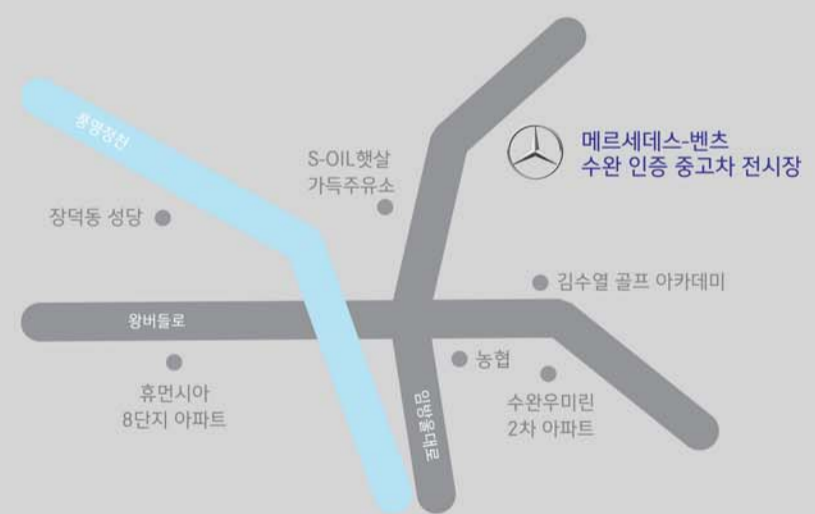 풍영정천
S-OIL햇살
가득주유소
메르세데스-벤츠
수완 인증 중고차 전시장
장덕동 성당
김수열 골프 아카데미
왕버들로
농협
휴먼시아
8단지 아파트
임방울대로
수완우미린
2차 아파트